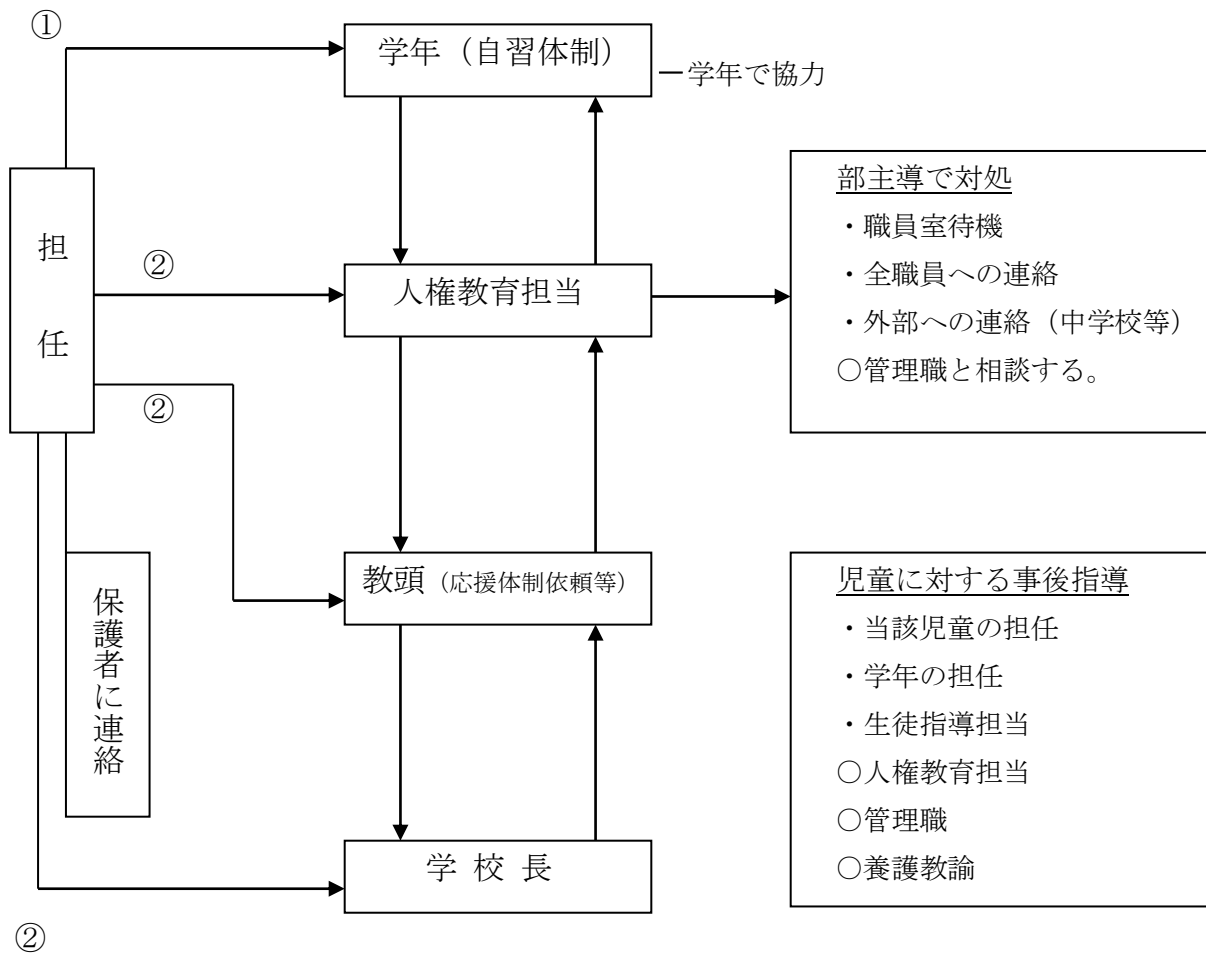 ①
学年（自習体制）
－学年で協力
担任
②
人権教育担当
部主導で対処
・職員室待機
・全職員への連絡
・外部への連絡（中学校等）
○管理職と相談する。
②
教頭（応援体制依頼等）
保護者に連絡
児童に対する事後指導
・当該児童の担任
・学年の担任
・生徒指導担当
○人権教育担当
○管理職
○養護教諭
学 校 長
②